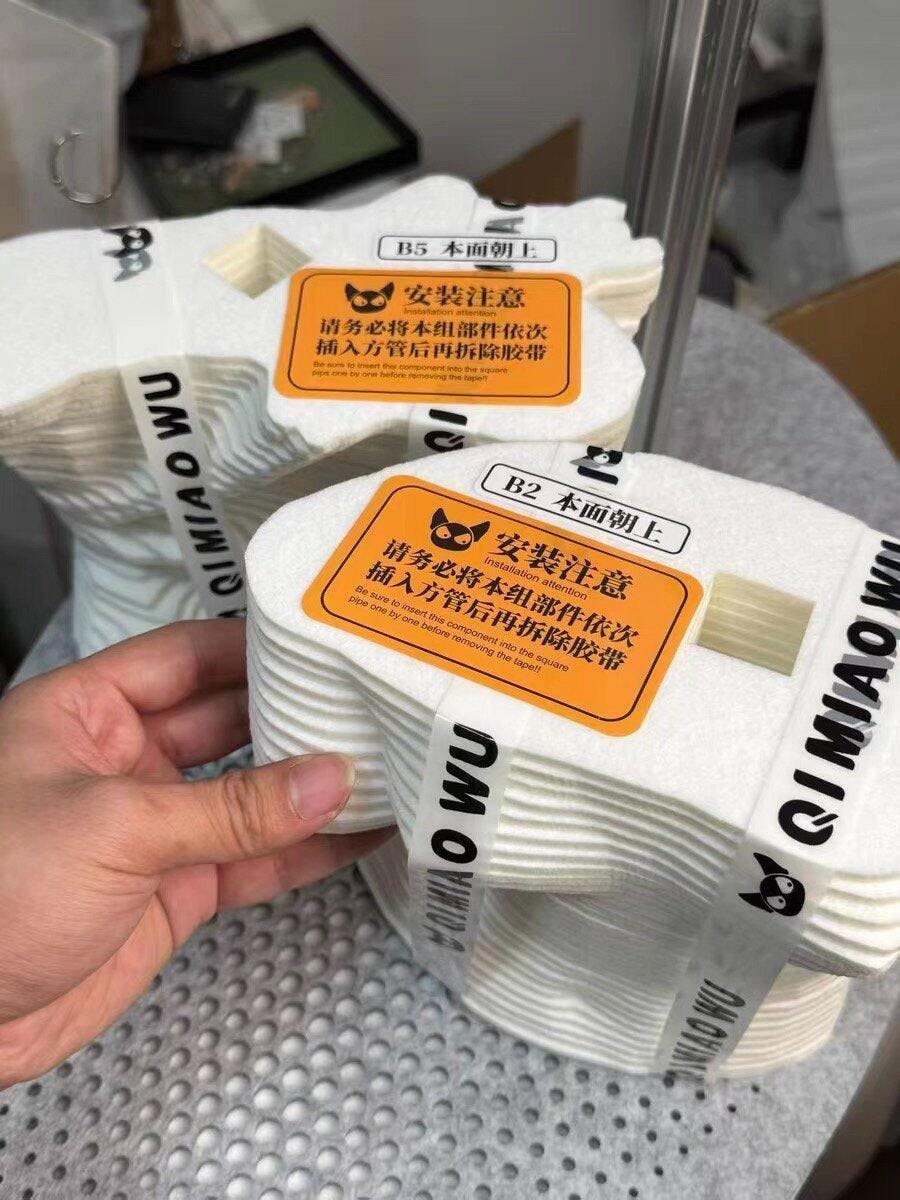 B5 本面朝上
安装注意
Installation attention
请务必将本组部件依次
插入方管后再拆除胶带
Be sure to insert this component into the square
pips one by one before removing the tape!!
QI MIAO WU
QI
B2 本面朝上
安装注意
Installation attention
请务必将本组部件依次
插入方管后再拆除胶带
Be sure to insert this component into the square
pipe one by one before removing the tape!!
QI MIAO WU
QI MIAO WU
QI MIAO WU